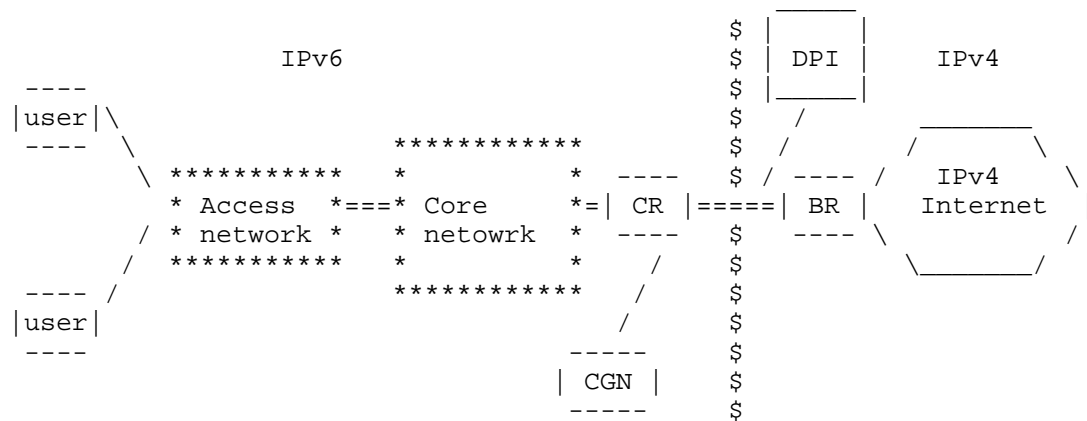 IPv6 DPI IPv4
user
IPv4
Access Core CR BR Internet
network netowrk
user
CGN